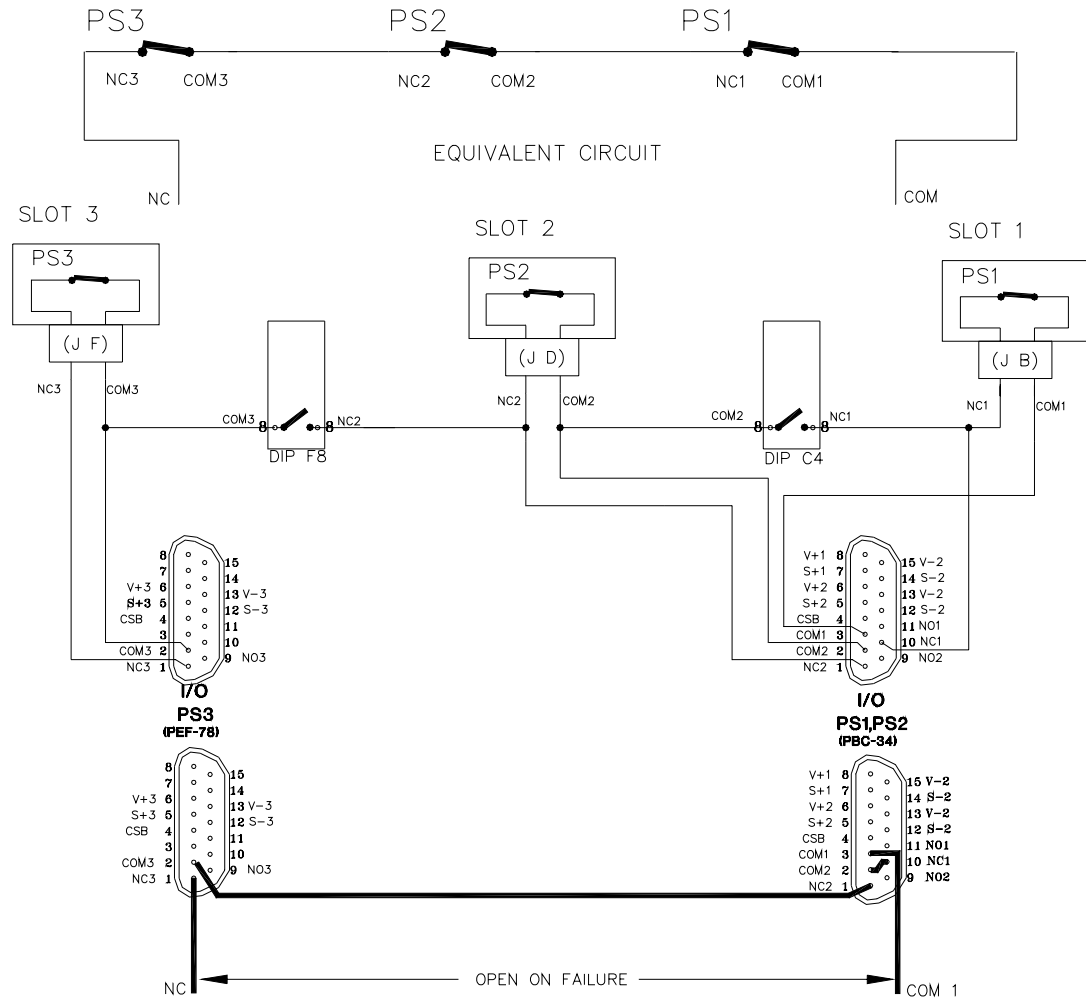 PS3 PS2 PS1
NC3 COM3 NC2 COM2 NC1 COM1
EQUIVALENT CIRCUIT
NC COM
SLOT 3 SLOT 2 SLOT 1
PS3 PS2 PS1
(J F) (J D) (J B)
NC3 COM3 NC2 COM2 NC1 COM1
COM3 8 8 NC2 COM2 8 8 NC1
DIP F8 DIP C4
8 15
7 14
V+3 6 13 V-3
S+3 5 12 S-3
CSB 4 11
3 10
COM3 2 9 NO3
NC3 1
I/O
PS3
(PEF-78)
V+1 8 15 V-2
S+1 7 14 S-2
V+2 6 13 V-2
S+2 5 12 S-2
CSB 4 11 NO1
COM1 3 10 NC1
COM2 2 9 NO2
NC2 1
I/O
PS1,PS2
(PBC-34)
8 15
7 14
V+3 6 13 V-3
S+3 5 12 S-3
CSB 4 11
3 10
COM3 2 9 NO3
NC3 1
V+1 8 15 V-2
S+1 7 14 S-2
V+2 6 13 V-2
S+2 5 12 S-2
CSB 4 11 NO1
COM1 3 10 NC1
COM2 2 9 NO2
NC2 1
NC OPEN ON FAILURE COM 1